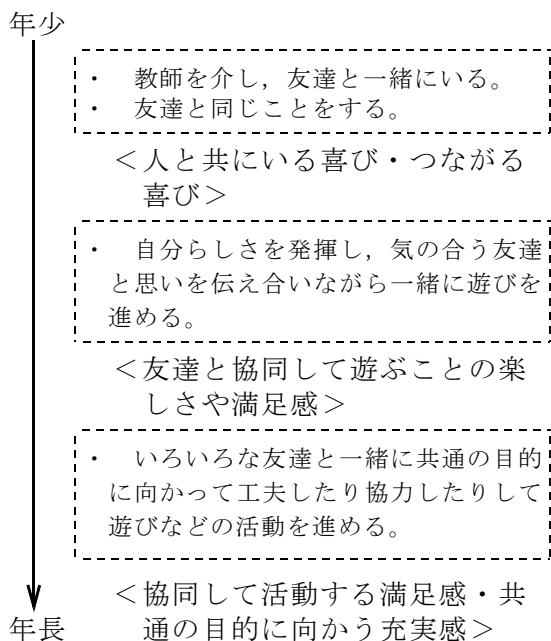 年少
・　教師を介し，友達と一緒にいる。
・　友達と同じことをする。
＜人と共にいる喜び・つながる
喜び＞
・　自分らしさを発揮し，気の合う友達
と思いを伝え合いながら一緒に遊びを
進める。
＜友達と協同して遊ぶことの楽
しさや満足感＞
・　いろいろな友達と一緒に共通の目的
に向かって工夫したり協力したりして
遊びなどの活動を進める。
＜協同して活動する満足感・共
通の目的に向かう充実感＞
年長